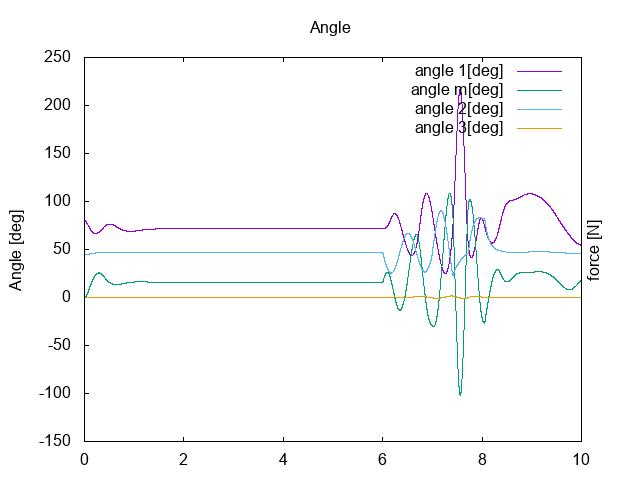 Angle
250
200
150
100
50
0
-50
-100
-150
0 2 4 6 8 10
Angle [deg]
force [N]
angle 1[deg]
angle m[deg]
angle 2[deg]
angle 3[deg]